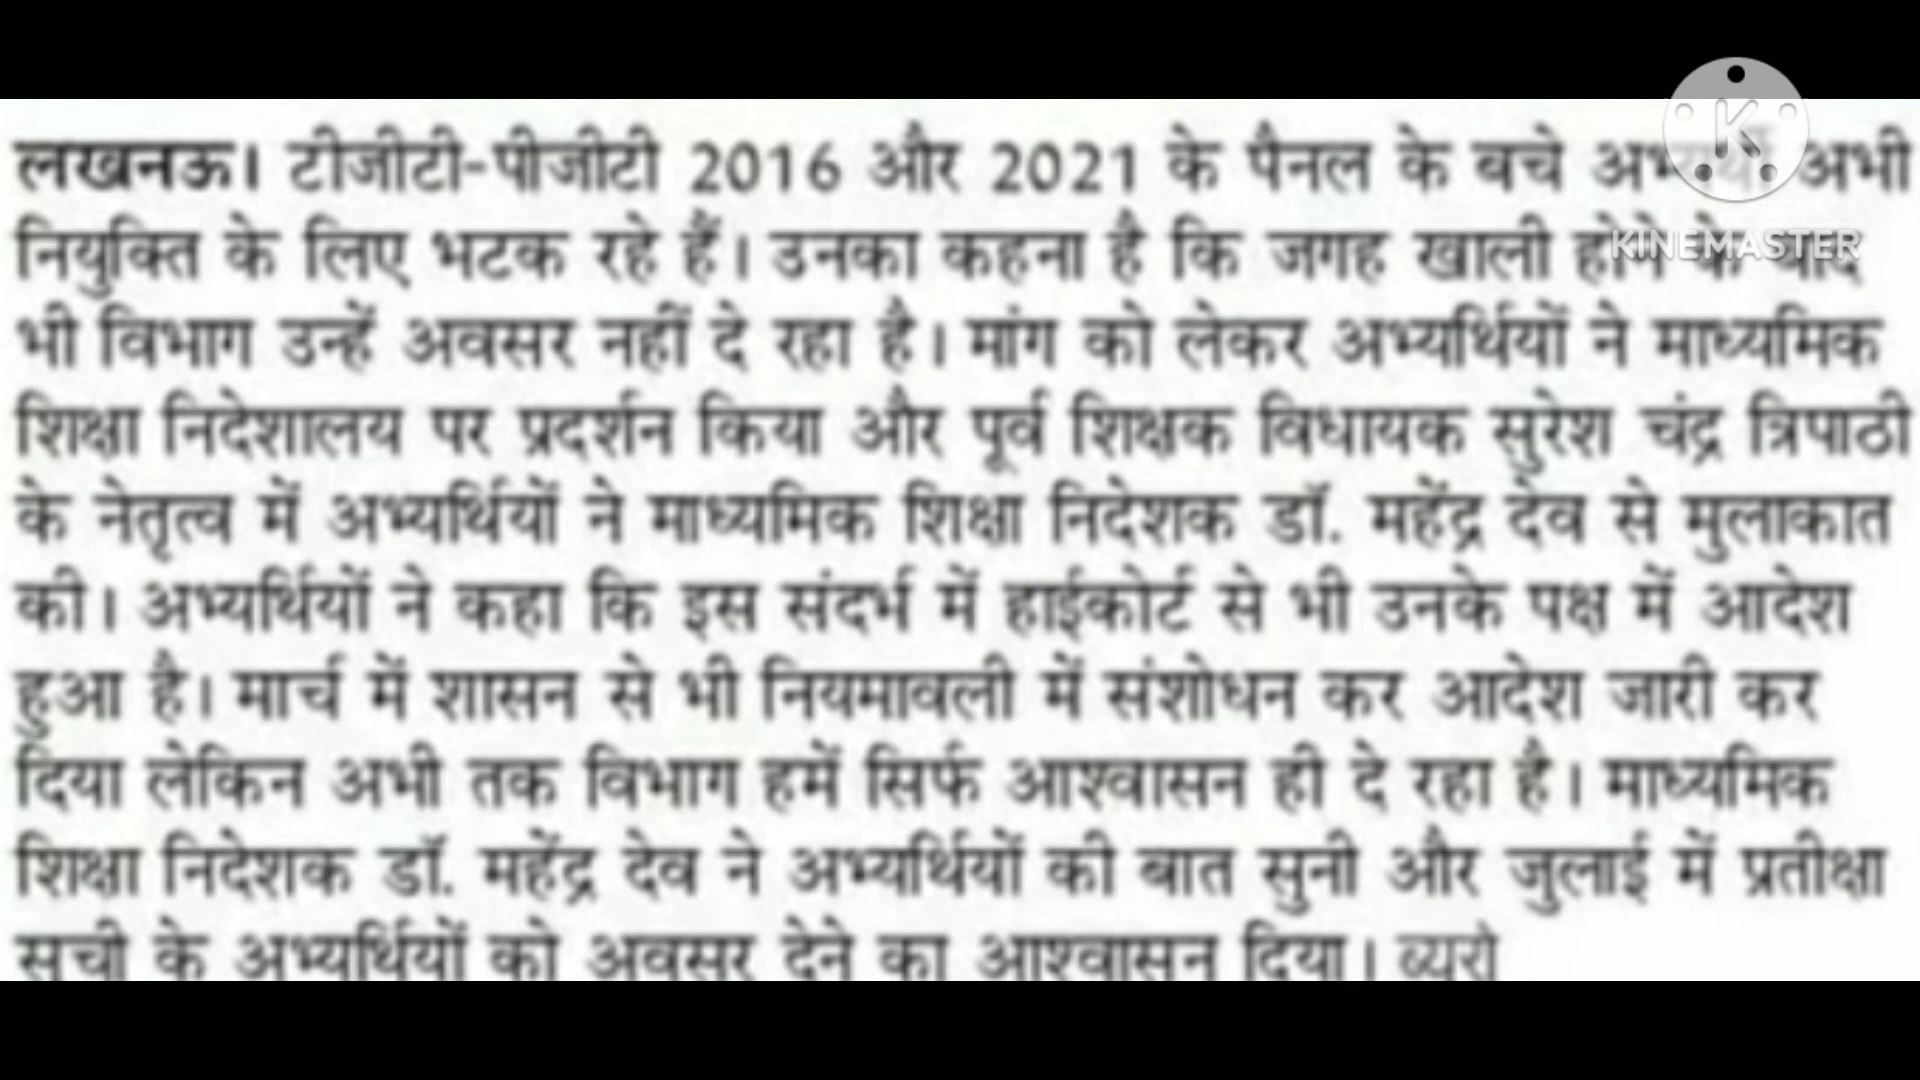 लखनऊ। टीजीटी-पीजीटी 2016 और 2021 के पैनल के बचे अभ्यर्थी अभी
नियुक्ति के लिए भटक रहे हैं। उनका कहना है कि जगह खाली होने के बाद
भी विभाग उन्हें अवसर नहीं दे रहा है। मांग को लेकर अभ्यर्थियों ने माध्यमिक
शिक्षा निदेशालय पर प्रदर्शन किया और पूर्व शिक्षक विधायक सुरेश चंद्र त्रिपाठी
के नेतृत्व में अभ्यर्थियों ने माध्यमिक शिक्षा निदेशक डॉ. महेंद्र देव से मुलाकात
की। अभ्यर्थियों ने कहा कि इस संदर्भ में हाईकोर्ट से भी उनके पक्ष में आदेश
हुआ है। मार्च में शासन से भी नियमावली में संशोधन कर आदेश जारी कर
दिया लेकिन अभी तक विभाग हमें सिर्फ आश्वासन ही दे रहा है। माध्यमिक
शिक्षा निदेशक डॉ. महेंद्र देव ने अभ्यर्थियों की बात सुनी और जुलाई में प्रतीक्षा
सूची के अभ्यर्थियों को अवसर देने का आश्वासन दिया। ब्यूरो
K
KINEMASTER